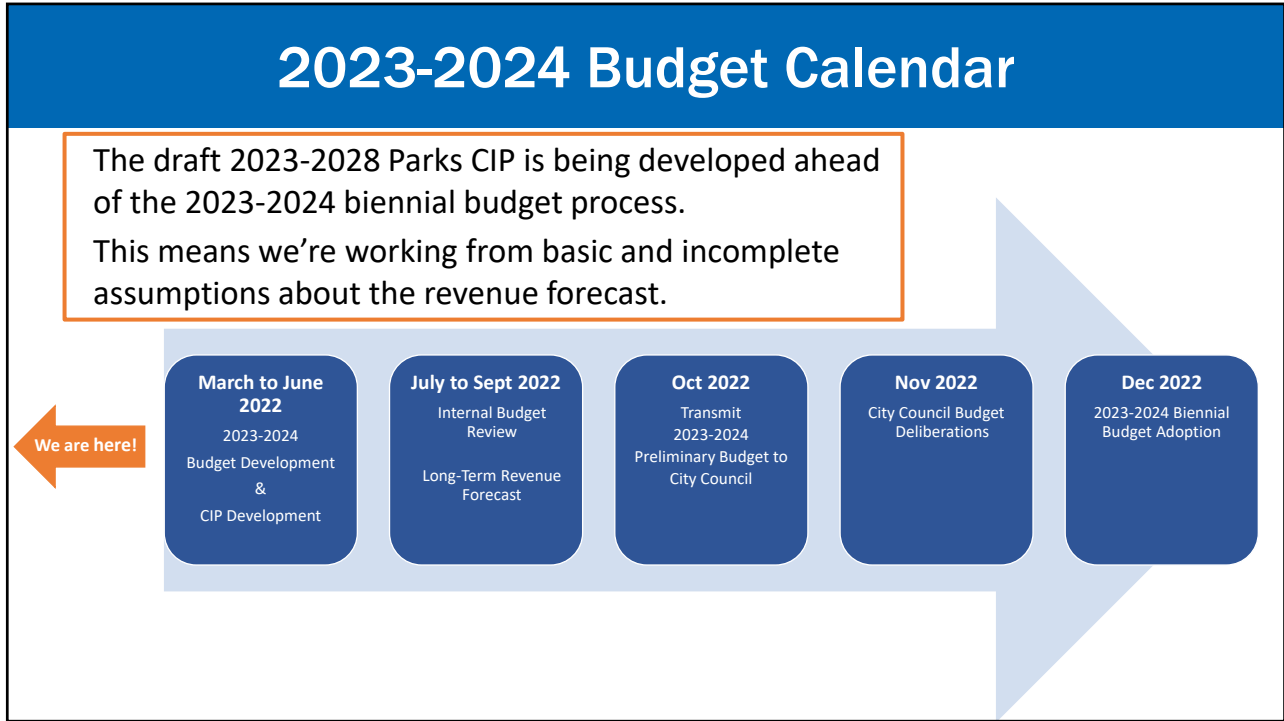 2023-2024 Budget Calendar
The draft 2023-2028 Parks CIP is being developed ahead
of the 2023-2024 biennial budget process.
This means we’re working from basic and incomplete
assumptions about the revenue forecast.
We are here!
March to June
2022
2023-2024
Budget Development
&
CIP Development
July to Sept 2022
Internal Budget
Review
Long-Term Revenue
Forecast
Oct 2022
Transmit
2023-2024
Preliminary Budget to
City Council
Nov 2022
City Council Budget
Deliberations
Dec 2022
2023-2024 Biennial
Budget Adoption